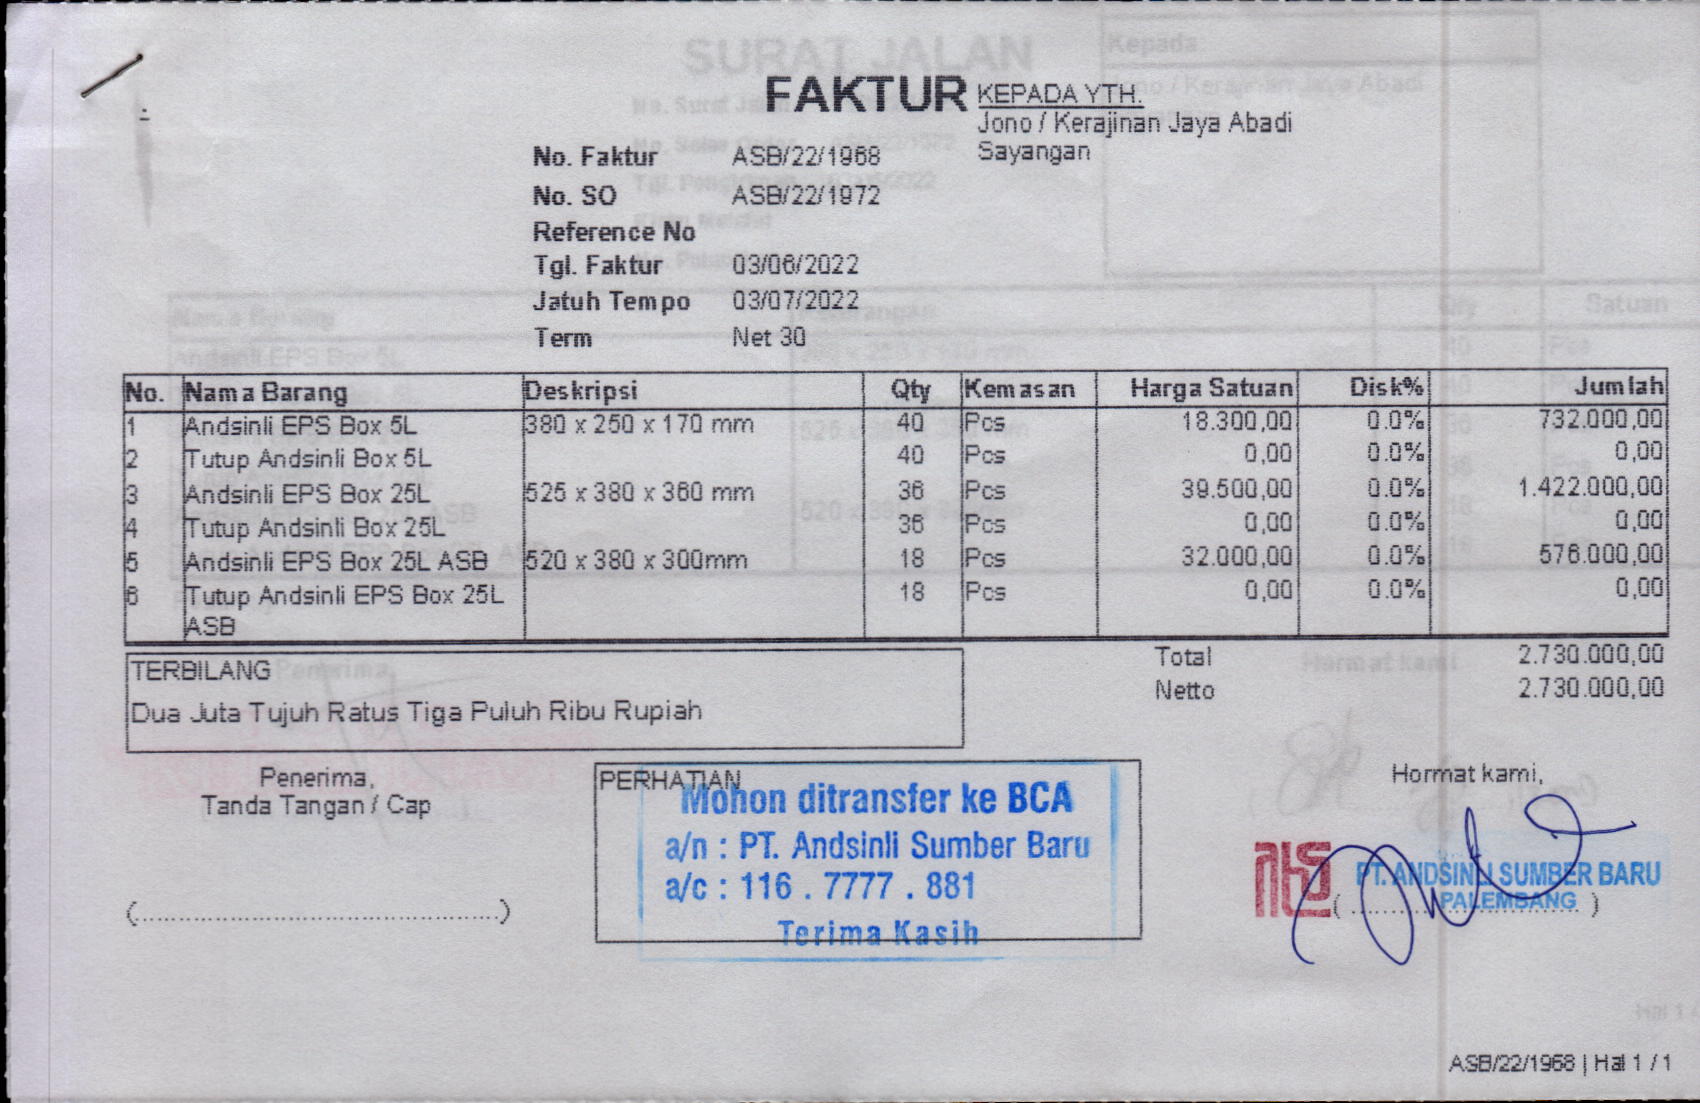 FAKTUR
KEPADA YTH.
Jono / Kerajinan Jaya Abadi
Sayangan
No. Faktur ASB/22/1968
No. SO ASB/22/1972
Reference No
Tgl. Faktur 03/06/2022
Jatuh Tempo 03/07/2022
Term Net 30
No. Nama Barang Deskripsi Qty Kemasan Harga Satuan Disk% Jumlah
1 Andsinli EPS Box 5L 380 x 250 x 170 mm 40 Pcs 18.300,00 0.0% 732.000,00
2 Tutup Andsinli Box 5L 40 Pcs 0,00 0.0% 0,00
3 Andsinli EPS Box 25L 525 x 380 x 360 mm 36 Pcs 39.500,00 0.0% 1.422.000,00
4 Tutup Andsinli Box 25L 36 Pcs 0,00 0.0% 0,00
5 Andsinli EPS Box 25L ASB 520 x 380 x 300mm 18 Pcs 32.000,00 0.0% 576.000,00
6 Tutup Andsinli EPS Box 25L 18 Pcs 0,00 0.0% 0,00
ASB
Total 2.730.000,00
Netto 2.730.000,00
TERBILANG
Dua Juta Tujuh Ratus Tiga Puluh Ribu Rupiah
Penerima,
Tanda Tangan / Cap
(..........................................)
PERHATIAN
Mohon ditransfer ke BCA
a/n : PT. Andsinli Sumber Baru
a/c : 116 . 7777 . 881
Terima Kasih
Hormat kami,
PT. ANDSINLI SUMBER BARU
PALEMBANG
ASB/22/1968 | Hal 1 / 1